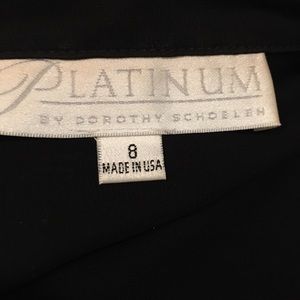 PLATINUM
BY DOROTHY SCHOELEN
8
MADE IN USA